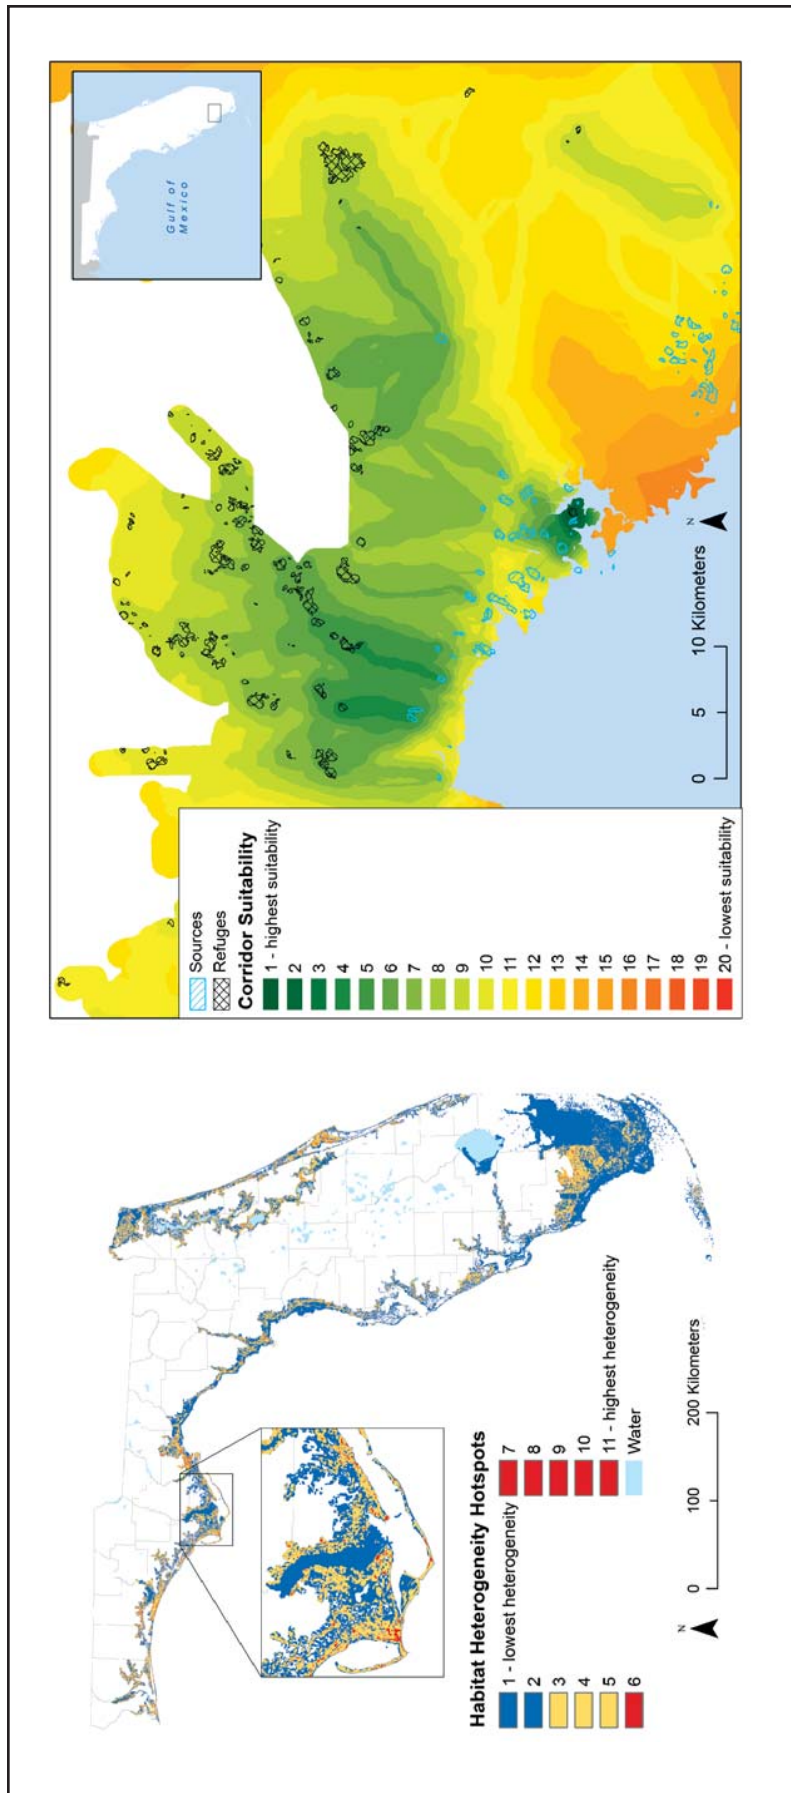 Habitat Heterogeneity Hotspots
1 - lowest heterogeneity
2
3
4
5
6
7
8
9
10
11 - highest heterogeneity
Water
N
0 100 200 Kilometers
Gulf of
Mexico
Sources
Refuges
Corridor Suitability
1 - highest suitability
2
3
4
5
6
7
8
9
10
11
12
13
14
15
16
17
18
19
20 - lowest suitability
N
0 5 10 Kilometers